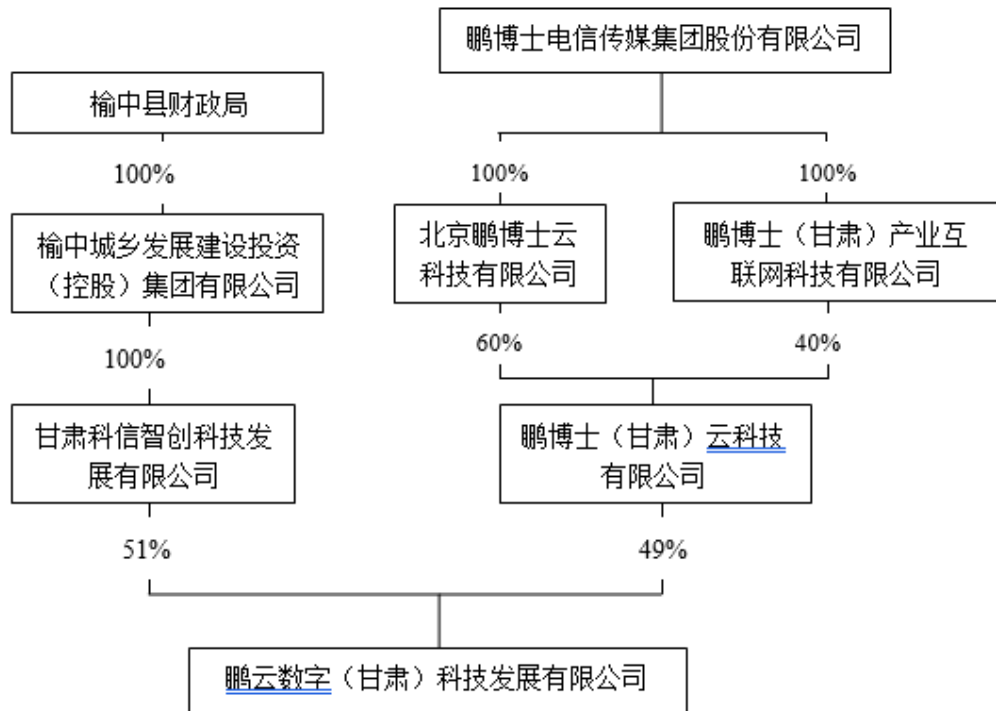 鹏博士电信传媒集团股份有限公司
榆中县财政局
100%
100%
100%
榆中城乡发展建设投资
（控股）集团有限公司
北京鹏博士云
科技有限公司
鹏博士（甘肃）产业互
联网科技有限公司
100%
60%
40%
甘肃科信智创科技发
展有限公司
鹏博士（甘肃）云科技
有限公司
51%
49%
鹏云数字（甘肃）科技发展有限公司